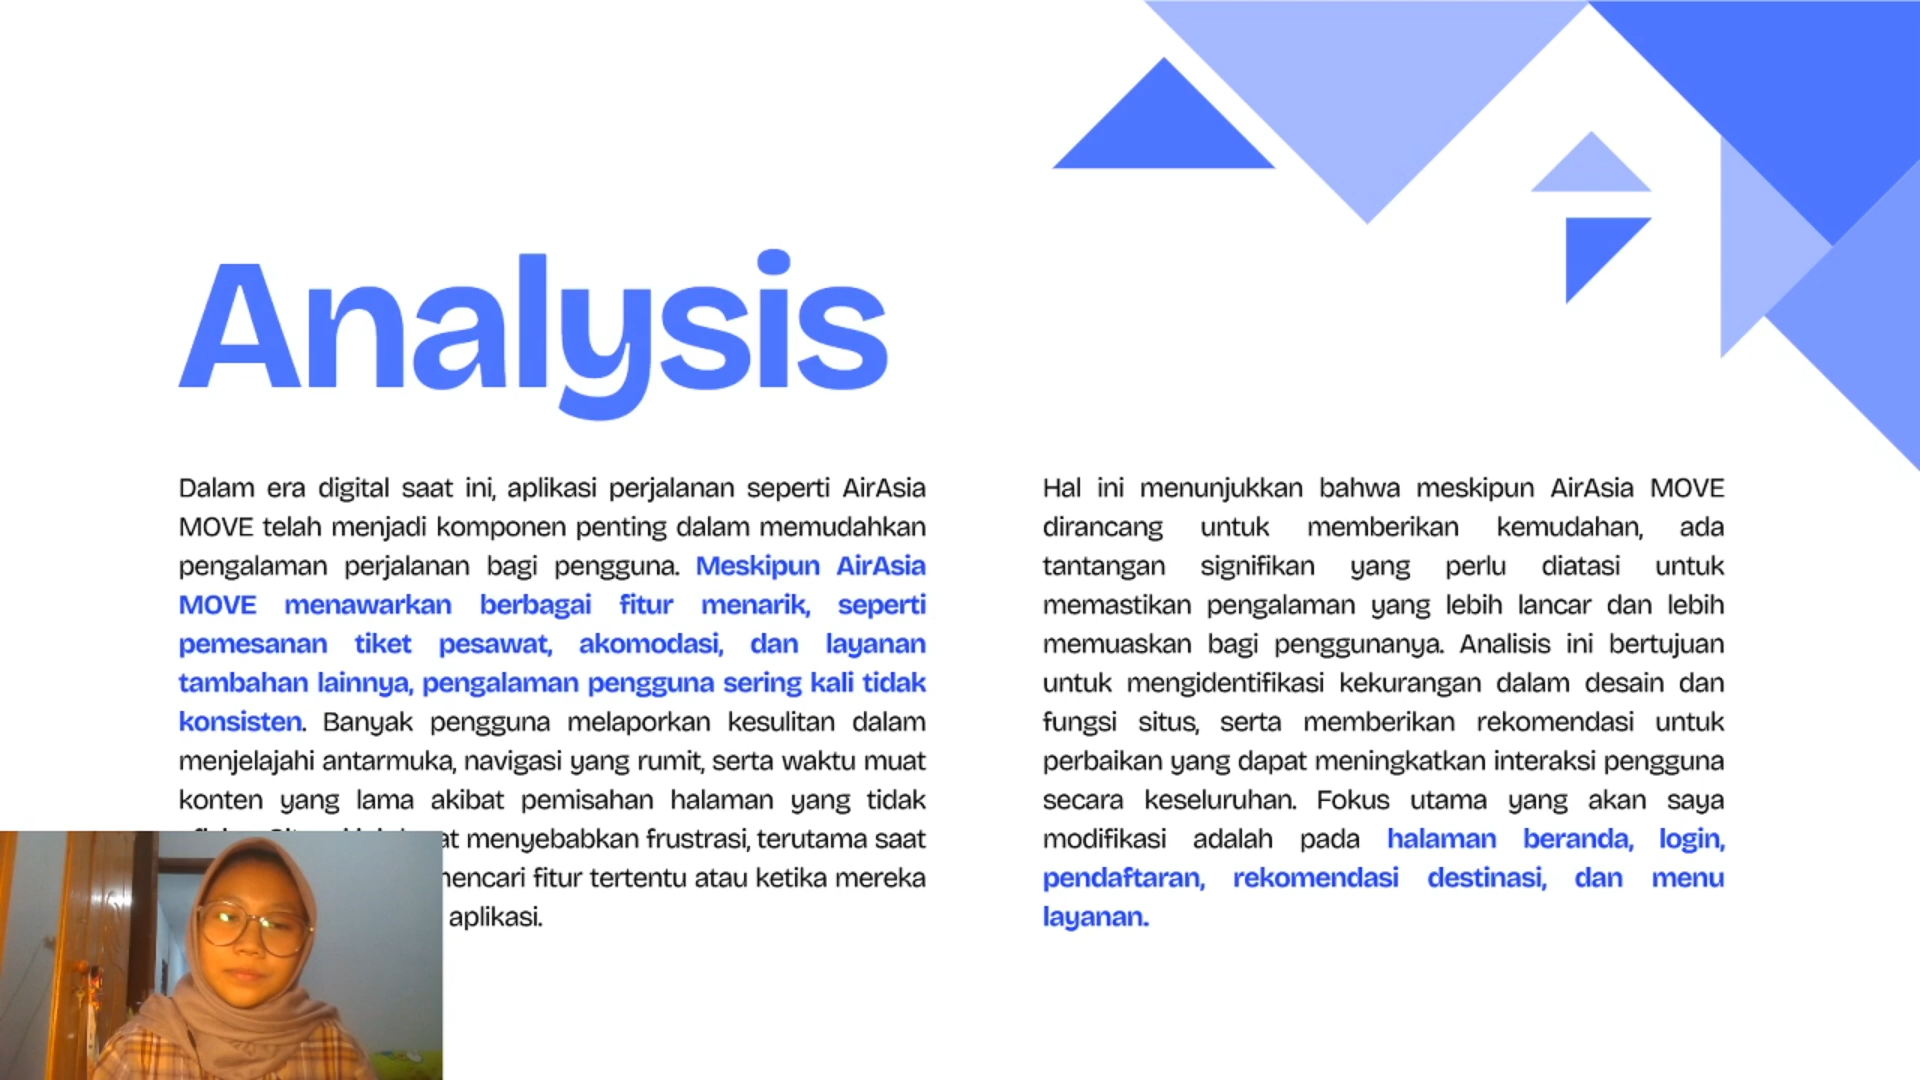 Analysis
Dalam era digital saat ini, aplikasi perjalanan seperti AirAsia
MOVE telah menjadi komponen penting dalam memudahkan
pengalaman perjalanan bagi pengguna. Meskipun AirAsia
MOVE menawarkan berbagai fitur menarik, seperti
pemesanan tiket pesawat, akomodasi, dan layanan
tambahan lainnya, pengalaman pengguna sering kali tidak
konsisten. Banyak pengguna melaporkan kesulitan dalam
menjelajahi antarmuka, navigasi yang rumit, serta waktu muat
konten yang lama akibat pemisahan halaman yang tidak
menyebabkan frustrasi, terutama saat
mencari fitur tertentu atau ketika mereka
aplikasi.
Hal ini menunjukkan bahwa meskipun AirAsia MOVE
dirancang untuk memberikan kemudahan, ada
tantangan signifikan yang perlu diatasi untuk
memastikan pengalaman yang lebih lancar dan lebih
memuaskan bagi penggunanya. Analisis ini bertujuan
untuk mengidentifikasi kekurangan dalam desain dan
fungsi situs, serta memberikan rekomendasi untuk
perbaikan yang dapat meningkatkan interaksi pengguna
secara keseluruhan. Fokus utama yang akan saya
modifikasi adalah pada halaman beranda, login,
pendaftaran, rekomendasi destinasi, dan menu
layanan.